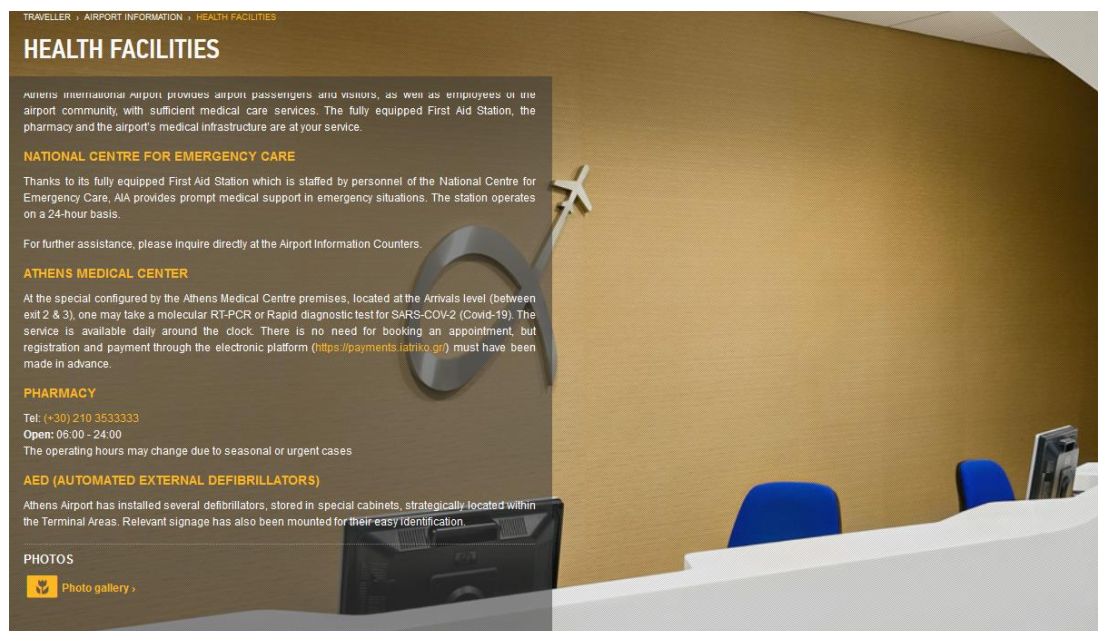 TRAVELLER › AIRPORT INFORMATION › HEALTH FACILITIES
HEALTH FACILITIES
Athens International Airport provides airport passengers and visitors, as well as employees of the
airport community, with sufficient medical care services. The fully equipped First Aid Station, the
pharmacy and the airport's medical infrastructure are at your service.
NATIONAL CENTRE FOR EMERGENCY CARE
Thanks to its fully equipped First Aid Station which is staffed by personnel of the National Centre for
Emergency Care, AIA provides prompt medical support in emergency situations. The station operates
on a 24-hour basis.
For further assistance, please inquire directly at the Airport Information Counters.
ATHENS MEDICAL CENTER
At the special configured by the Athens Medical Centre premises, located at the Arrivals level (between
exit 2 & 3), one may take a molecular RT-PCR or Rapid diagnostic test for SARS-COV-2 (Covid-19). The
service is available daily around the clock. There is no need for booking an appointment, but
registration and payment through the electronic platform (https://payments.iatriko.gr/) must have been
made in advance.
PHARMACY
Tel: (+30) 210 3533333
Open: 06:00 - 24:00
The operating hours may change due to seasonal or urgent cases
AED (AUTOMATED EXTERNAL DEFIBRILLATORS)
Athens Airport has installed several defibrillators, stored in special cabinets, strategically located within
the Terminal Areas. Relevant signage has also been mounted for their easy identification.
PHOTOS
Photo gallery ›